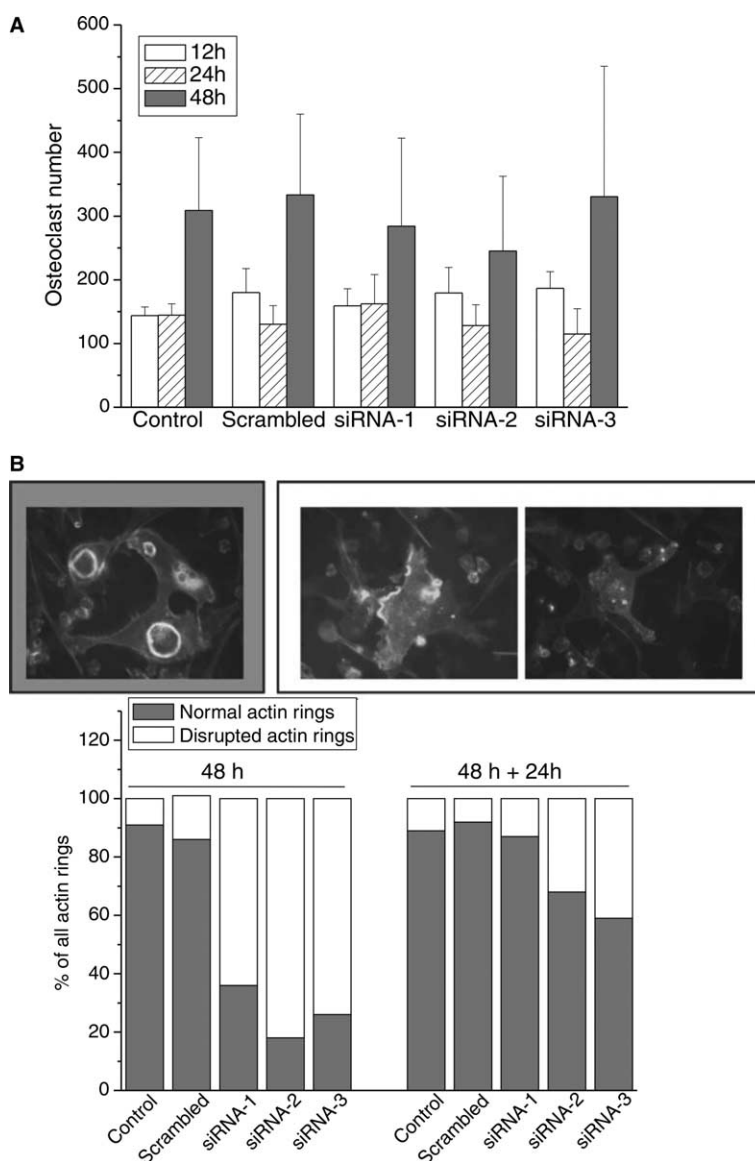 A
600
500
400
300
200
100
0
Osteoclast number
12h
24h
48h
Control Scrambled siRNA-1 siRNA-2 siRNA-3
B
Normal actin rings
Disrupted actin rings
120
100
80
60
40
20
0
% of all actin rings
48 h 48 h + 24h
Control Scrambled siRNA-1 siRNA-2 siRNA-3 Control Scrambled siRNA-1 siRNA-2 siRNA-3